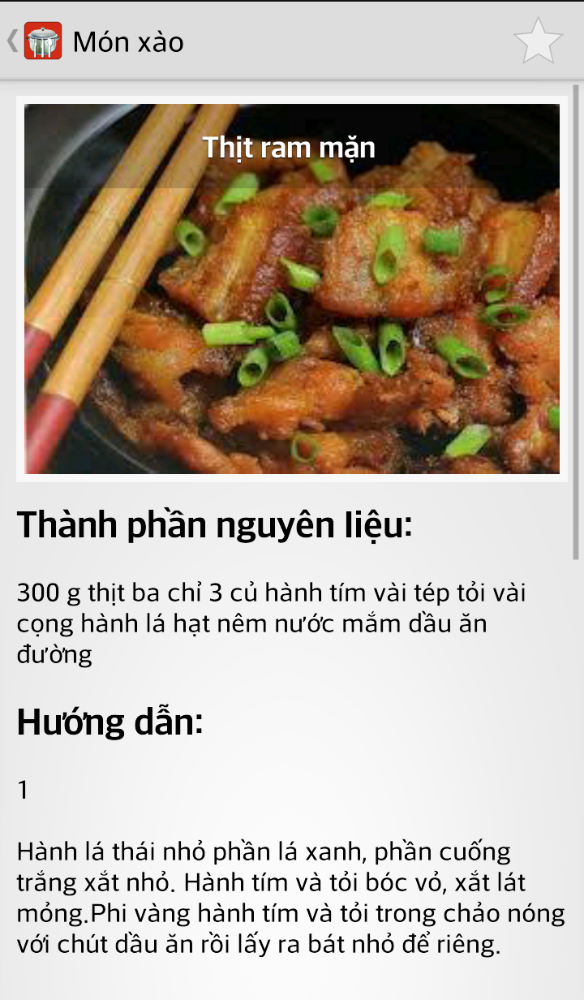 Món xào
Thịt ram mặn
Thành phần nguyên liệu:
300 g thịt ba chỉ 3 củ hành tím vài tép tỏi vài
cọng hành lá hạt nêm nước mắm dầu ăn
đường
Hướng dẫn:
1
Hành lá thái nhỏ phần lá xanh, phần cuống
trắng xắt nhỏ. Hành tím và tỏi bóc vỏ, xắt lát
mỏng.Phi vàng hành tím và tỏi trong chảo nóng
với chút dầu ăn rồi lấy ra bát nhỏ để riêng.